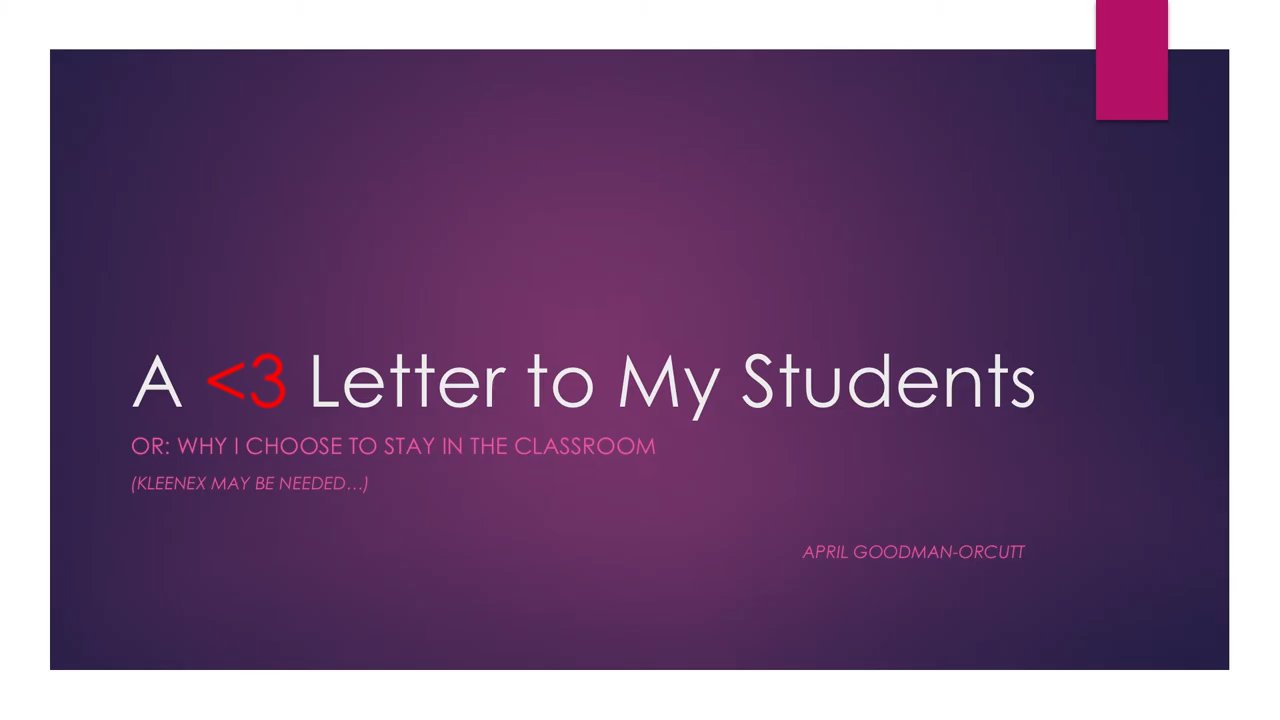 A <3 Letter to My Students
OR: WHY I CHOOSE TO STAY IN THE CLASSROOM
(KLEENEX MAY BE NEEDED…)
APRIL GOODMAN-ORCUTT